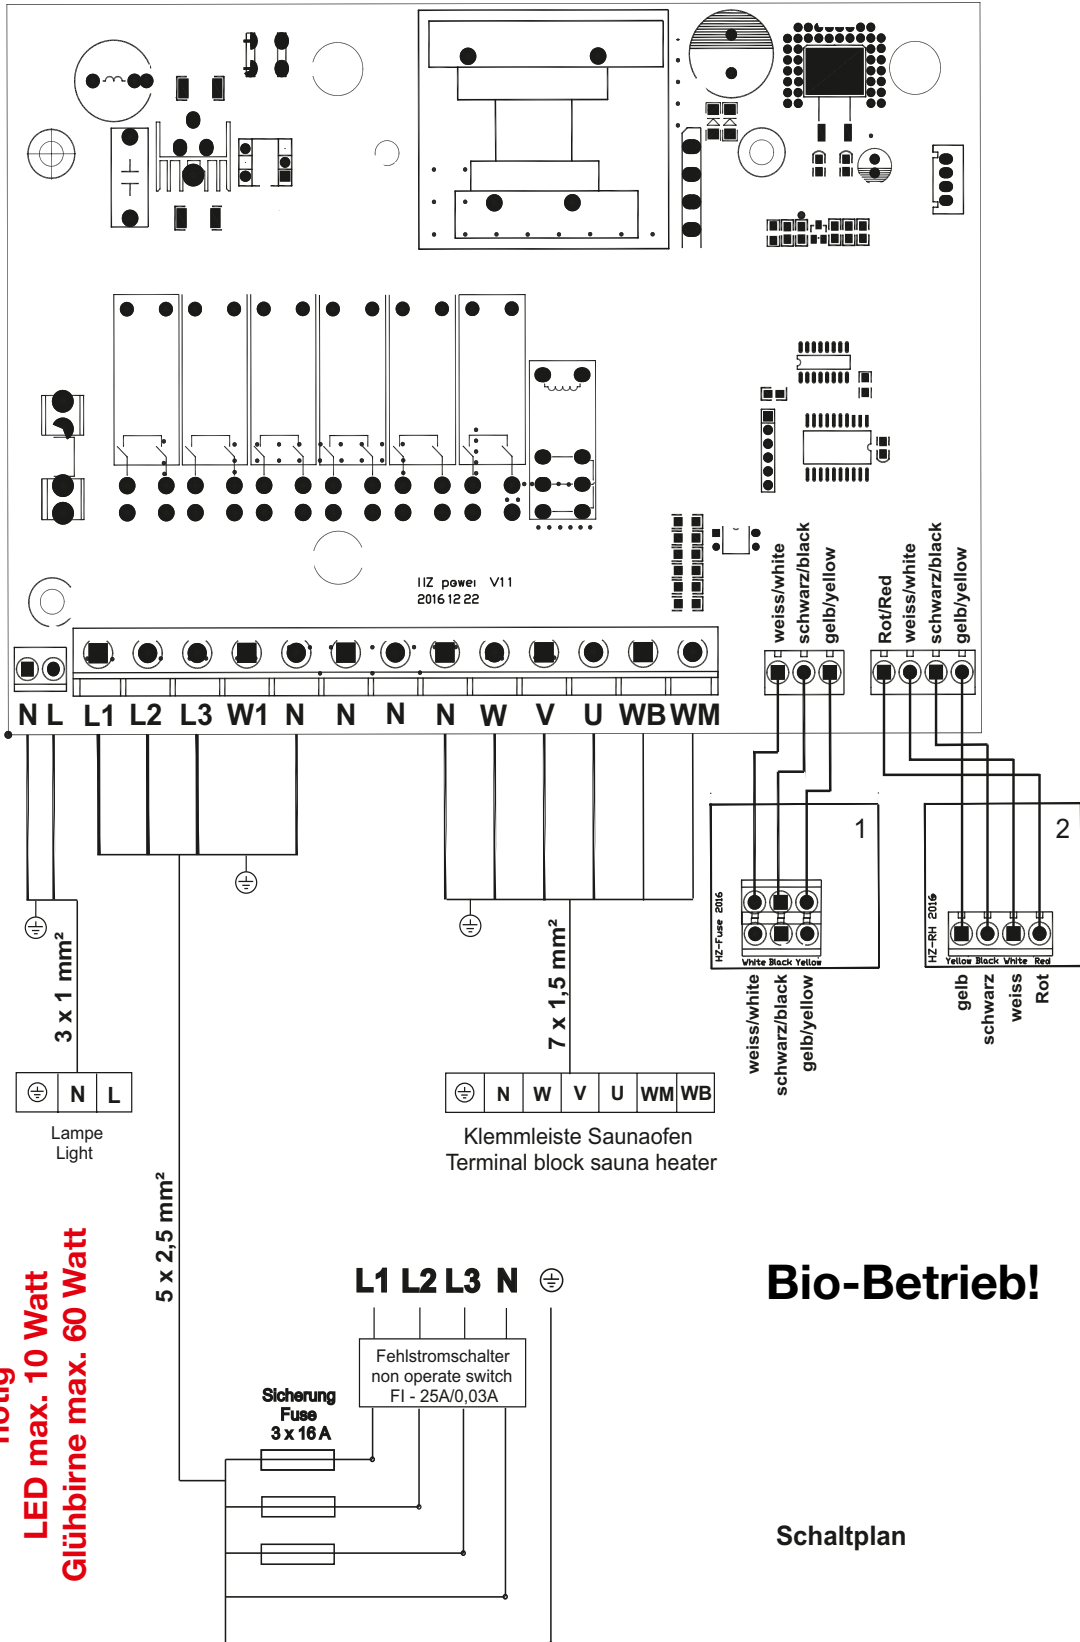 IIZ power V11
2016 12 22
weiss/white
schwarz/black
gelb/yellow
Rot/Red
weiss/white
schwarz/black
gelb/yellow
N L L1 L2 L3 W1 N N N N W V U WB WM
1
2
HZ-Fuse 2016
White Black Yellow
HZ-RH 2016
Yellow Black White Red
weiss/white
schwarz/black
gelb/yellow
gelb
schwarz
weiss
Rot
3 x 1 mm²
7 x 1,5 mm²
N L
Lampe
Light
N W V U WM WB
Klemmleiste Saunaofen
Terminal block sauna heater
5 x 2,5 mm²
L1 L2 L3 N
Bio-Betrieb!
Fehlstromschalter
non operate switch
FI - 25A/0,03A
Sicherung
Fuse
3 x 16 A
LED max. 10 Watt
Glühbirne max. 60 Watt
Schaltplan